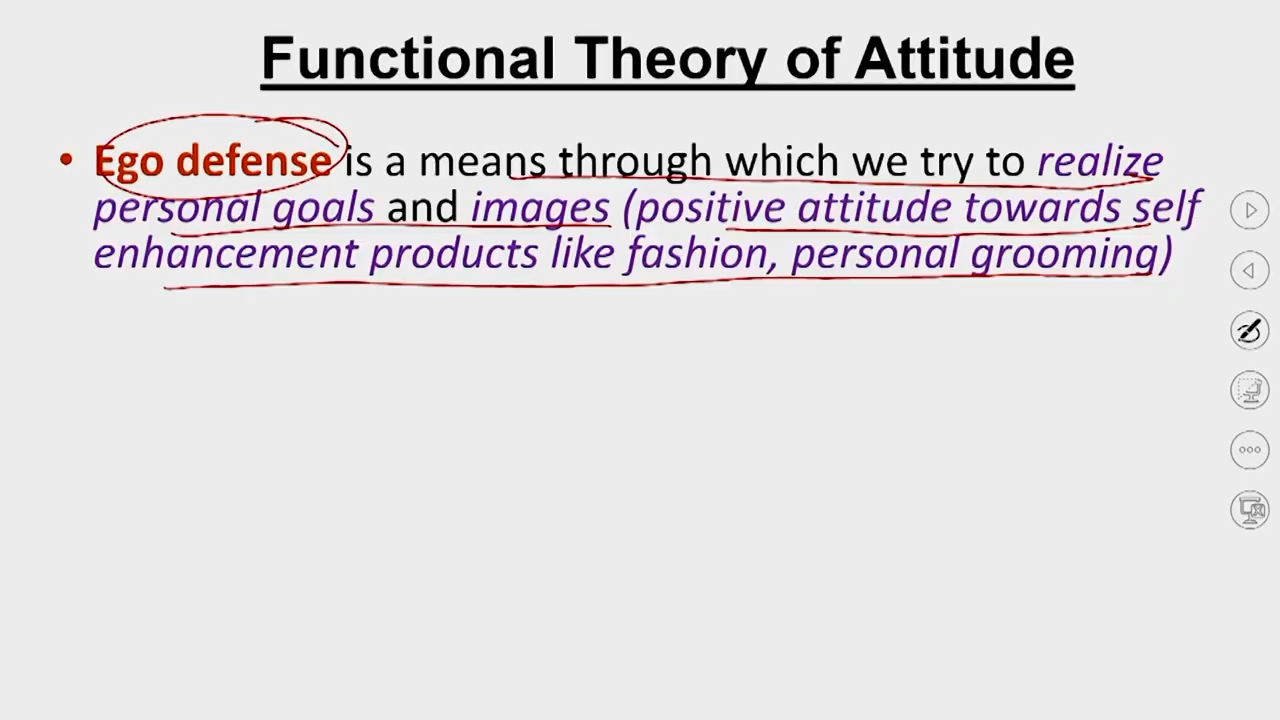 Functional Theory of Attitude
• Ego defense is a means through which we try to realize
personal goals and images (positive attitude towards self
enhancement products like fashion, personal grooming)